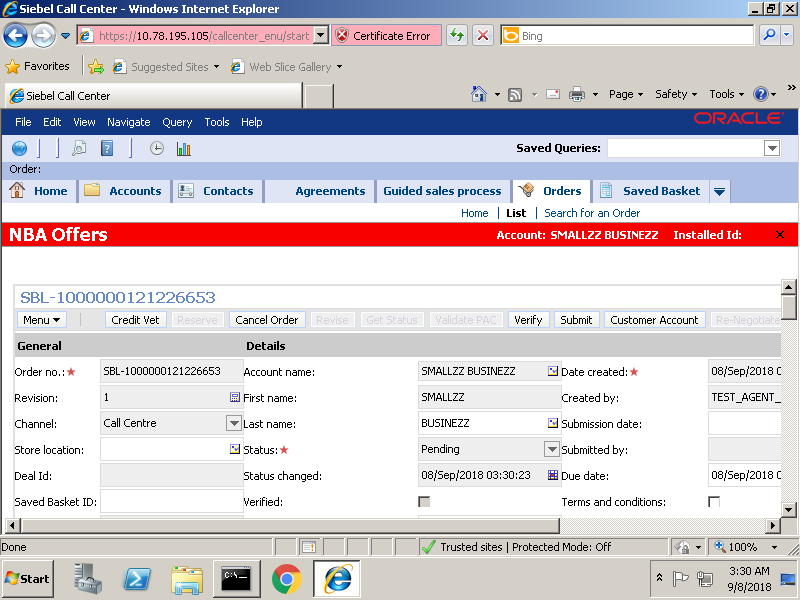 Siebel Call Center - Windows Internet Explorer
https://10.78.195.105/callcenter_enu/start
Certificate Error
Bing
Favorites
Suggested Sites
Web Slice Gallery
Siebel Call Center
Page
Safety
Tools
»
File Edit View Navigate Query Tools Help
ORACLE
Saved Queries:
Order:
Home Accounts Contacts Agreements Guided sales process Orders Saved Basket
Home | List | Search for an Order
NBA Offers Account: SMALLZZ BUSINEZZ Installed Id:
SBL-1000000121226653
Menu Credit Vet Reserve Cancel Order Revise Get Status Validate PAC Verify Submit Customer Account Re-Negotiate
General Details
Order no.:* SBL-1000000121226653 Account name: SMALLZZ BUSINEZZ Date created:* 08/Sep/2018 0
Revision: 1 First name: SMALLZZ Created by: TEST_AGENT_
Channel: Call Centre Last name: BUSINEZZ Submission date:
Store location: Status:* Pending Submitted by:
Deal Id: Status changed: 08/Sep/2018 03:30:23 Due date: 08/Sep/2018 0
Saved Basket ID: Verified: Terms and conditions:
Done
Trusted sites | Protected Mode: Off
100%
Start
C:\.
3:30 AM
9/8/2018